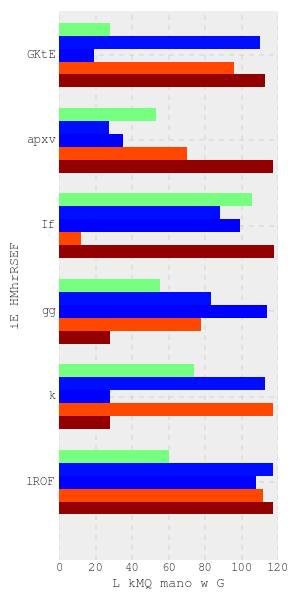 GKtE
apxv
If
gg
k
lROF
iE HMhrRSEF
0 20 40 60 80 100 120
L kMQ mano w G